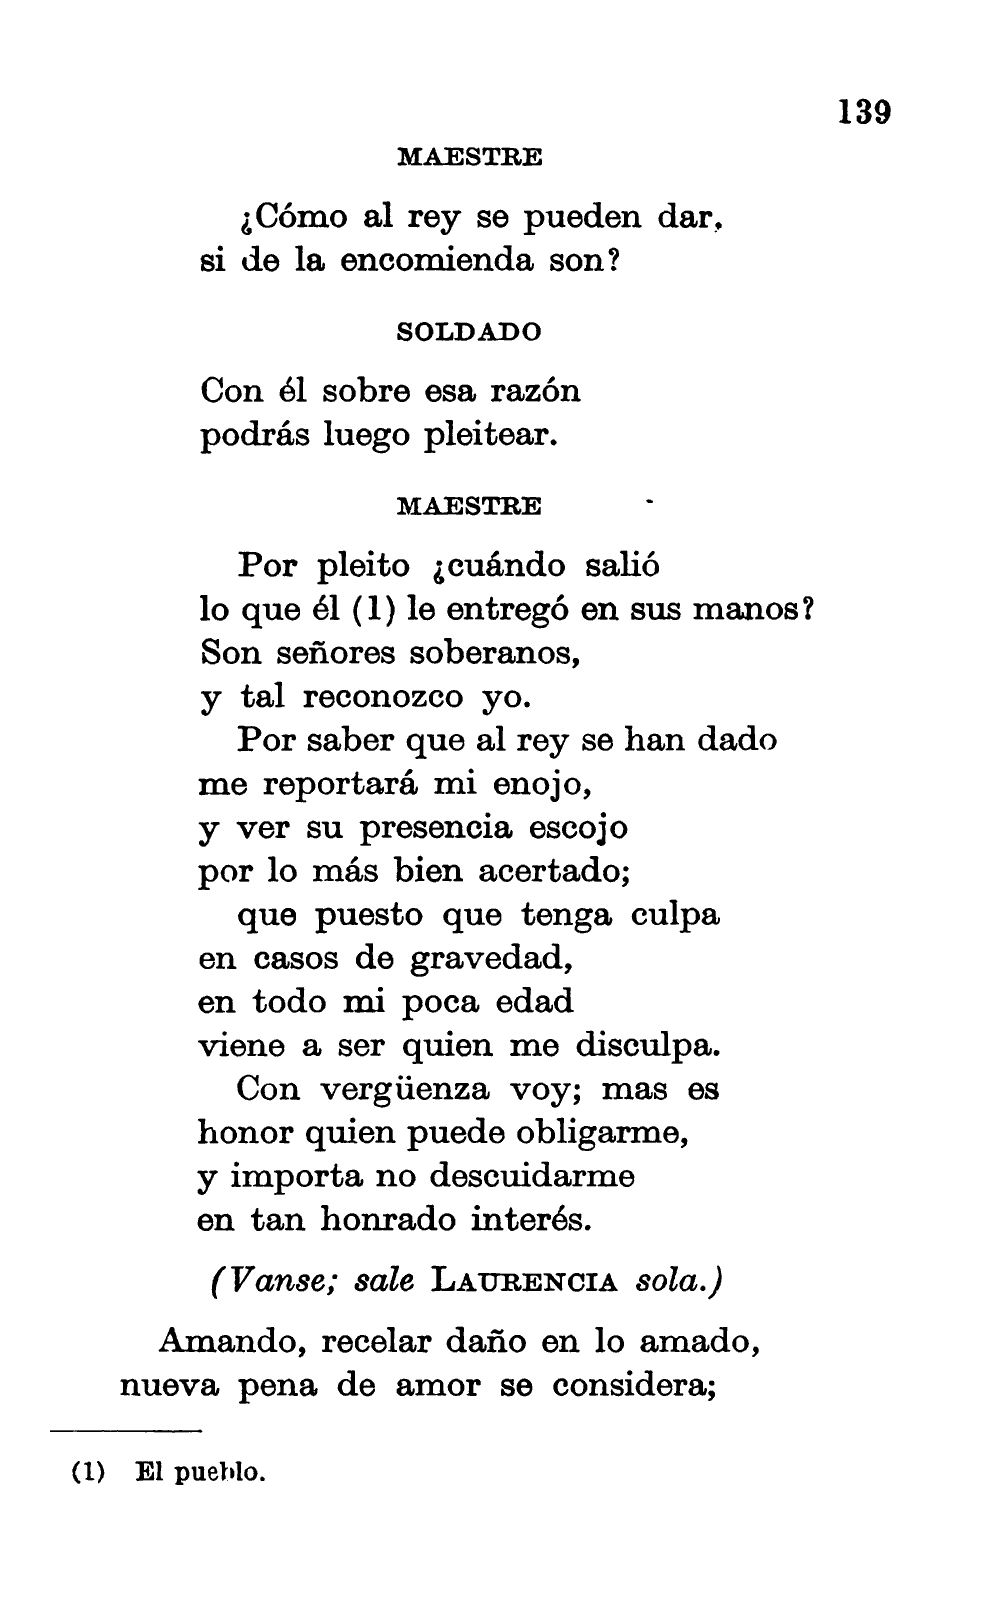 139
MAESTRE
¿Cómo al rey se pueden dar,
si de la encomienda son?
SOLDADO
Con él sobre esa razón
podrás luego pleitear.
MAESTRE
Por pleito ¿cuándo salió
lo que él (1) le entregó en sus manos?
Son señores soberanos,
y tal reconozco yo.
Por saber que al rey se han dado
me reportará mi enojo,
y ver su presencia escojo
por lo más bien acertado;
que puesto que tenga culpa
en casos de gravedad,
en todo mi poca edad
viene a ser quien me disculpa.
Con vergüenza voy; mas es
honor quien puede obligarme,
y importa no descuidarme
en tan honrado interés.
(Vanse; sale LAURENCIA sola.)
Amando, recelar daño en lo amado,
nueva pena de amor se considera;
(1) El pueblo.